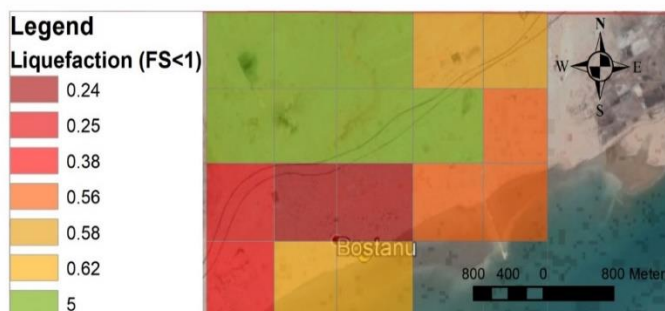 Legend
Liquefaction (FS<1)
0.24
0.25
0.38
0.56
0.58
0.62
5
N
W E
S
Bostanu
800 400 0 800 Meter